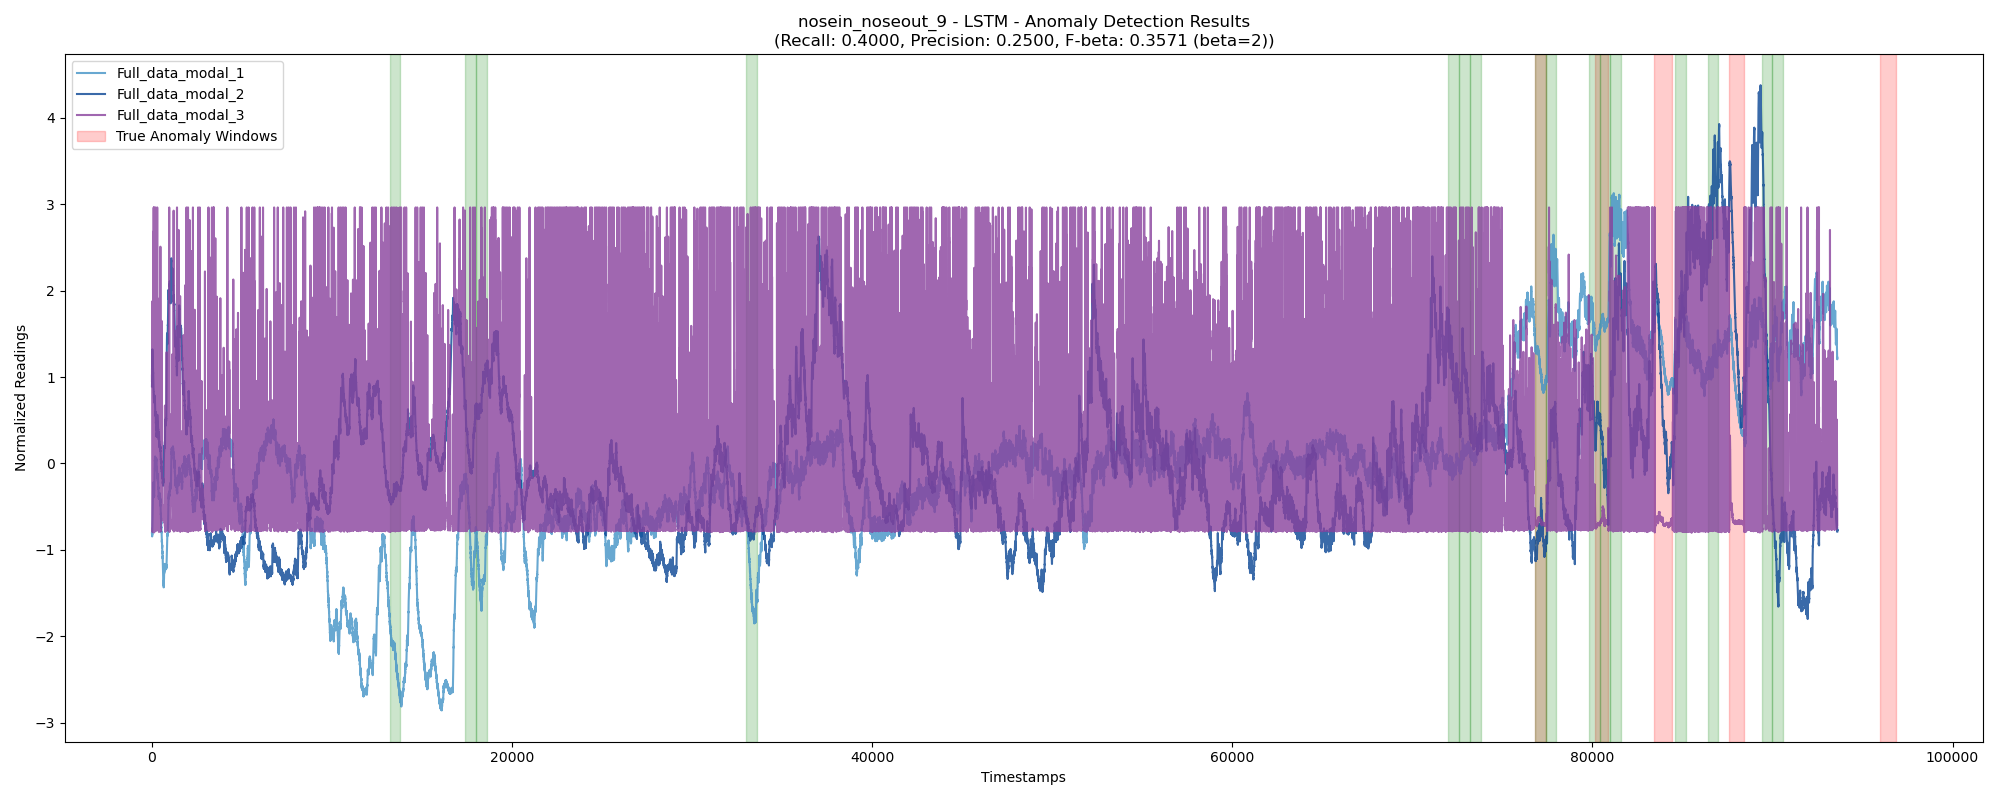 nosein_noseout_9 - LSTM - Anomaly Detection Results
(Recall: 0.4000, Precision: 0.2500, F-beta: 0.3571 (beta=2))
Full_data_modal_1
Full_data_modal_2
Full_data_modal_3
True Anomaly Windows
Normalized Readings
4
3
2
1
0
−1
−2
−3
0 20000 40000 60000 80000 100000
Timestamps